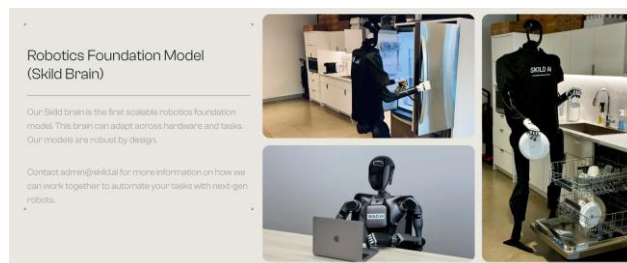 Robotics Foundation Model
(Skild Brain)
Our Skild brain is the first scalable robotics foundation
model. This brain can adapt across hardware and tasks.
Our models are robust by design.
Contact admin@skild.ai for more information on how we
can work together to automate your tasks with next-gen
robots.
SKILD AI
SKILD AI